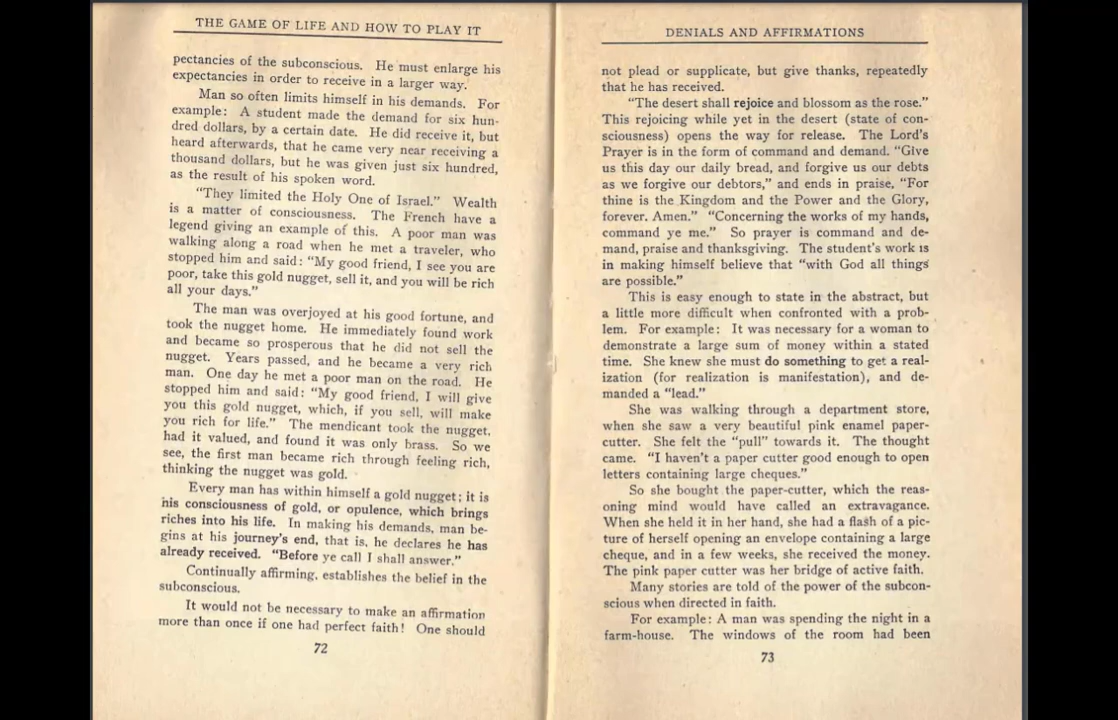 THE GAME OF LIFE AND HOW TO PLAY IT
pectancies of the subconscious. He must enlarge his
expectancies in order to receive in a larger way.
Man so often limits himself in his demands. For
example: A student made the demand for six hun-
dred dollars, by a certain date. He did receive it, but
heard afterwards, that he came very near receiving a
thousand dollars, but he was given just six hundred,
as the result of his spoken word.
"They limited the Holy One of Israel." Wealth
is a matter of consciousness. The French have a
legend giving an example of this. A poor man was
walking along a road when he met a traveler, who
stopped him and said: "My good friend, I see you are
poor, take this gold nugget, sell it, and you will be rich
all your days."
The man was overjoyed at his good fortune, and
took the nugget home. He immediately found work
and became so prosperous that he did not sell the
nugget. Years passed, and he became a very rich
man. One day he met a poor man on the road. He
stopped him and said: "My good friend, I will give
you this gold nugget, which, if you sell, will make
you rich for life." The mendicant took the nugget,
had it valued, and found it was only brass. So we
see, the first man became rich through feeling rich,
thinking the nugget was gold.
Every man has within himself a gold nugget; it is
his consciousness of gold, or opulence, which brings
riches into his life. In making his demands, man be-
gins at his journey's end, that is, he declares he has
already received. "Before ye call I shall answer."
Continually affirming, establishes the belief in the
subconscious.
It would not be necessary to make an affirmation
more than once if one had perfect faith! One should
72
DENIALS AND AFFIRMATIONS
not plead or supplicate, but give thanks, repeatedly
that he has received.
"The desert shall rejoice and blossom as the rose."
This rejoicing while yet in the desert (state of con-
sciousness) opens the way for release. The Lord's
Prayer is in the form of command and demand. "Give
us this day our daily bread, and forgive us our debts
as we forgive our debtors," and ends in praise, "For
thine is the Kingdom and the Power and the Glory,
forever. Amen." "Concerning the works of my hands,
command ye me." So prayer is command and de-
mand, praise and thanksgiving. The student's work is
in making himself believe that "with God all things
are possible."
This is easy enough to state in the abstract, but
a little more difficult when confronted with a prob-
lem. For example: It was necessary for a woman to
demonstrate a large sum of money within a stated
time. She knew she must do something to get a real-
ization (for realization is manifestation), and de-
manded a "lead."
She was walking through a department store,
when she saw a very beautiful pink enamel paper-
cutter. She felt the "pull" towards it. The thought
came. "I haven't a paper cutter good enough to open
letters containing large cheques."
So she bought the paper-cutter, which the reas-
oning mind would have called an extravagance.
When she held it in her hand, she had a flash of a pic-
ture of herself opening an envelope containing a large
cheque, and in a few weeks, she received the money.
The pink paper cutter was her bridge of active faith.
Many stories are told of the power of the subcon-
scious when directed in faith.
For example: A man was spending the night in a
farm-house. The windows of the room had been
73